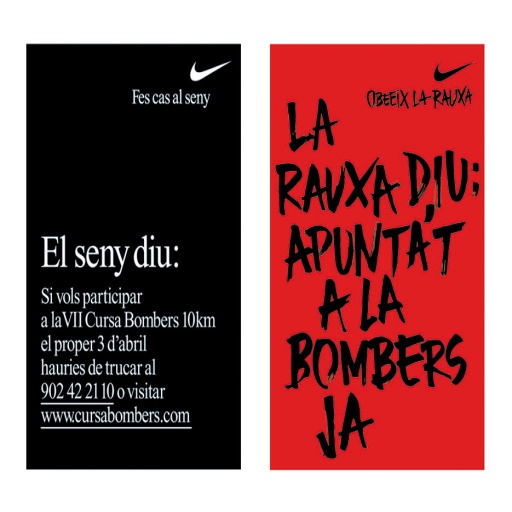 Fes cas al seny
El seny diu:
Si vols participar
a la VII Cursa Bombers 10km
el proper 3 d'abril
hauries de trucar al
902 42 21 10 o visitar
www.cursabombers.com
OBEEIX LA RAUXA
LA
RAUXA DIU:
APUNTA'T
A LA
BOMBERS
JA